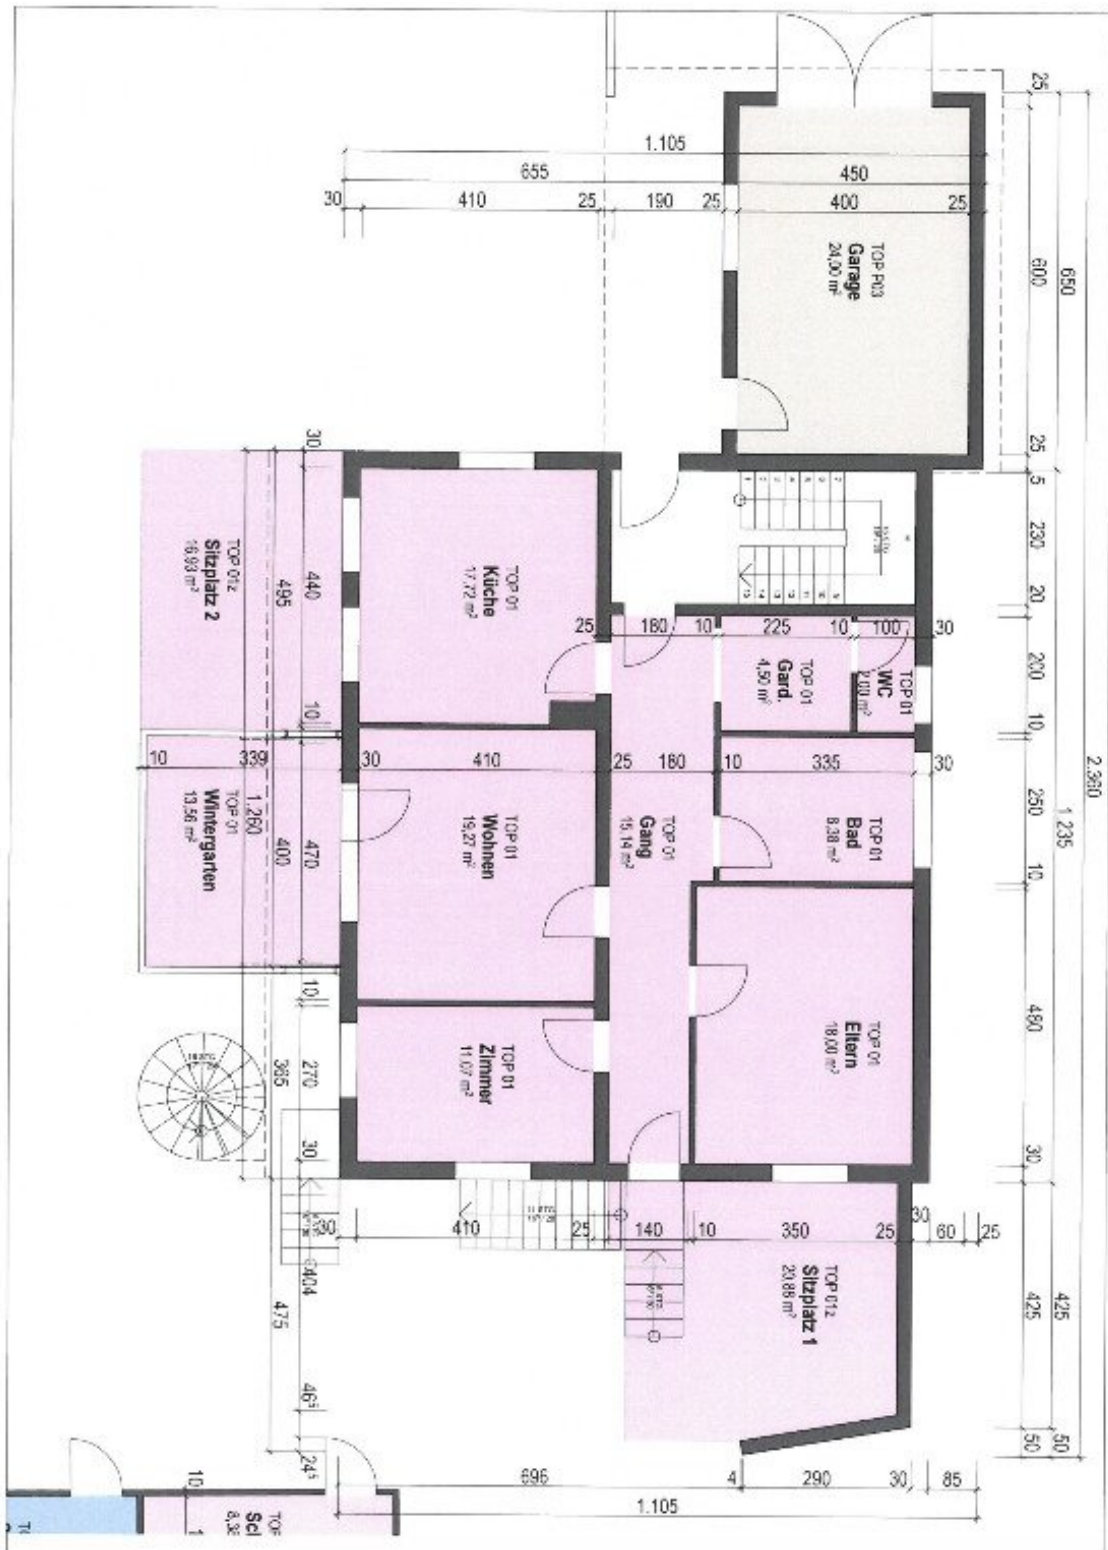 25
1.105
655
450
30
410
25
190
25
400
25
TOP P03
Garage
24,00 m²
600
650
25
5
230
20
30
440
495
TOP 01z
Sitzplatz 2
16,93 m²
TOP 01
Küche
17,72 m²
25
180
10
225
10
100
30
TOP 01
Gard.
4,50 m²
TOP 01
WC
2,00 m²
200
10
10
2.360
1.235
10
339
30
410
25
180
10
335
30
TOP 01
Wintergarten
13,56 m²
1.260
400
470
TOP 01
Wohnen
19,27 m²
TOP 01
Gang
15,14 m²
TOP 01
Bad
8,38 m²
250
10
10
365
270
30
TOP 01
Zimmer
11,07 m²
TOP 01
Eltern
18,00 m²
480
30
30
410
25
140
10
350
25
30
60
25
TOP 01z
Sitzplatz 1
20,88 m²
425
425
404
475
46⁵
24⁵
50
50
696
4
290
30
85
1.105
10
TOP
Scl